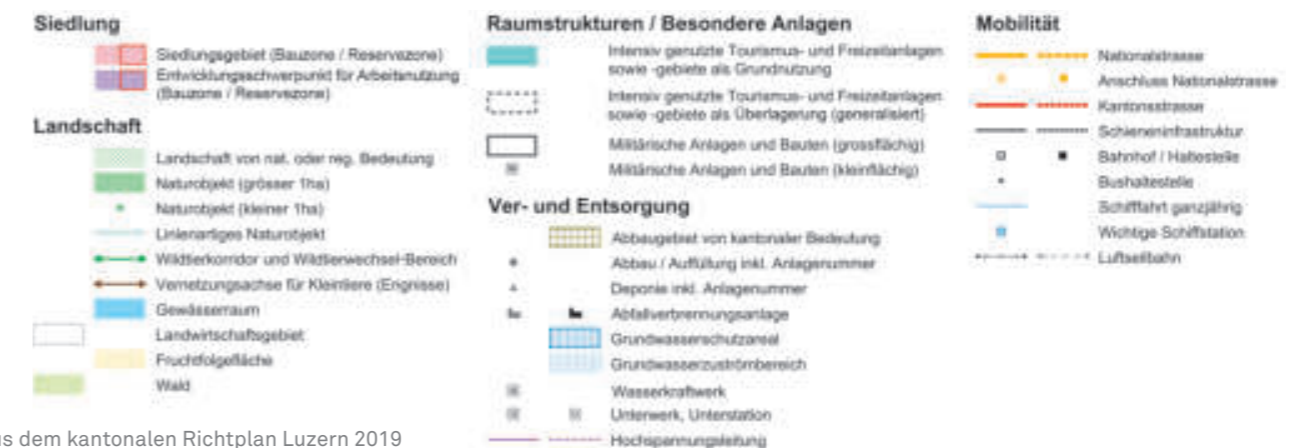 Siedlung
Siedlungsgebiet (Bauzone / Reservezone)
Entwicklungsschwerpunkt für Arbeitsnutzung
(Bauzone / Reservezone)
Landschaft
Landschaft von nat. oder reg. Bedeutung
Naturobjekt (grösser 1ha)
Naturobjekt (kleiner 1ha)
Linienartiges Naturobjekt
Wildtierkorridor und Wildtierwechsel-Bereich
Vernetzungsachse für Kleintiere (Erignisse)
Gewässerraum
Landwirtschaftsgebiet
Fruchtfolgefläche
Wald
Raumstrukturen / Besondere Anlagen
Intensiv genutzte Tourismus- und Freizeitanlagen
sowie -gebiete als Grundnutzung
Intensiv genutzte Tourismus- und Freizeitanlagen
sowie -gebiete als Überlagerung (generalisiert)
Militärische Anlagen und Bauten (grossflächig)
Militärische Anlagen und Bauten (kleinflächig)
Ver- und Entsorgung
Abbaugebiet von kantonaler Bedeutung
Abbau / Auffüllung inkl. Anlagenummer
Deponie inkl. Anlagenummer
Abfallverbrennungsanlage
Grundwasserschutzareal
Grundwasserzuströmbereich
Wasserkraftwerk
Unterwerk, Unterstation
Hochspannungsleitung
Mobilität
Nationalstrasse
Anschluss Nationalstrasse
Kantonsstrasse
Schieneninfrastruktur
Bahnhof / Haltestelle
Bushaltestelle
Schifffahrt ganzjährig
Wichtige Schiffstation
Luftseilbahn
us dem kantonalen Richtplan Luzern 2019